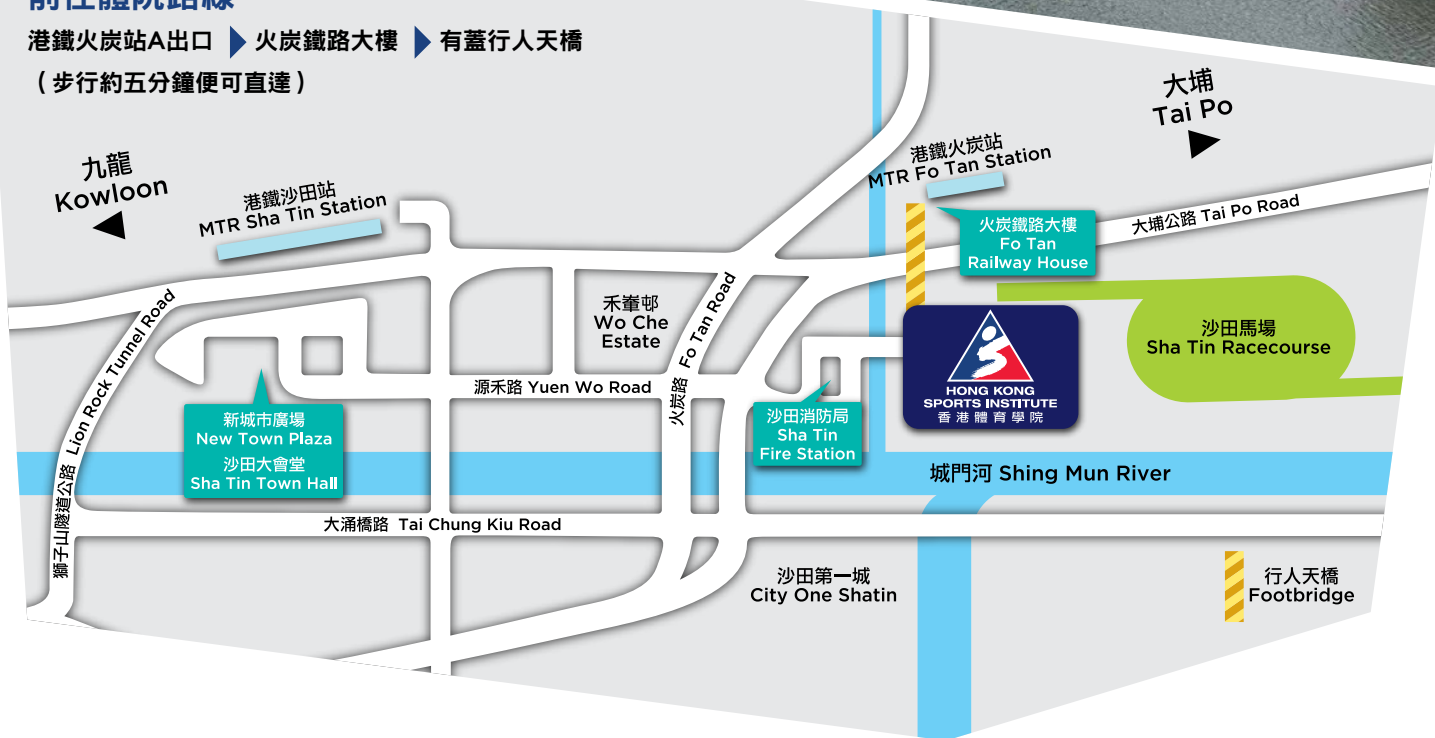 前往體院路線
港鐵火炭站A出口 ▶ 火炭鐵路大樓 ▶ 有蓋行人天橋
（步行約五分鐘便可直達）
大埔
Tai Po
九龍
Kowloon
港鐵沙田站
MTR Sha Tin Station
港鐵火炭站
MTR Fo Tan Station
火炭鐵路大樓
Fo Tan
Railway House
大埔公路 Tai Po Road
獅子山隧道公路 Lion Rock Tunnel Road
禾輋邨
Wo Che
Estate
火炭路 Fo Tan Road
沙田馬場
Sha Tin Racecourse
HONG KONG
SPORTS INSTITUTE
香港體育學院
源禾路 Yuen Wo Road
新城市廣場
New Town Plaza
沙田大會堂
Sha Tin Town Hall
沙田消防局
Sha Tin
Fire Station
城門河 Shing Mun River
大涌橋路 Tai Chung Kiu Road
沙田第一城
City One Shatin
行人天橋
Footbridge